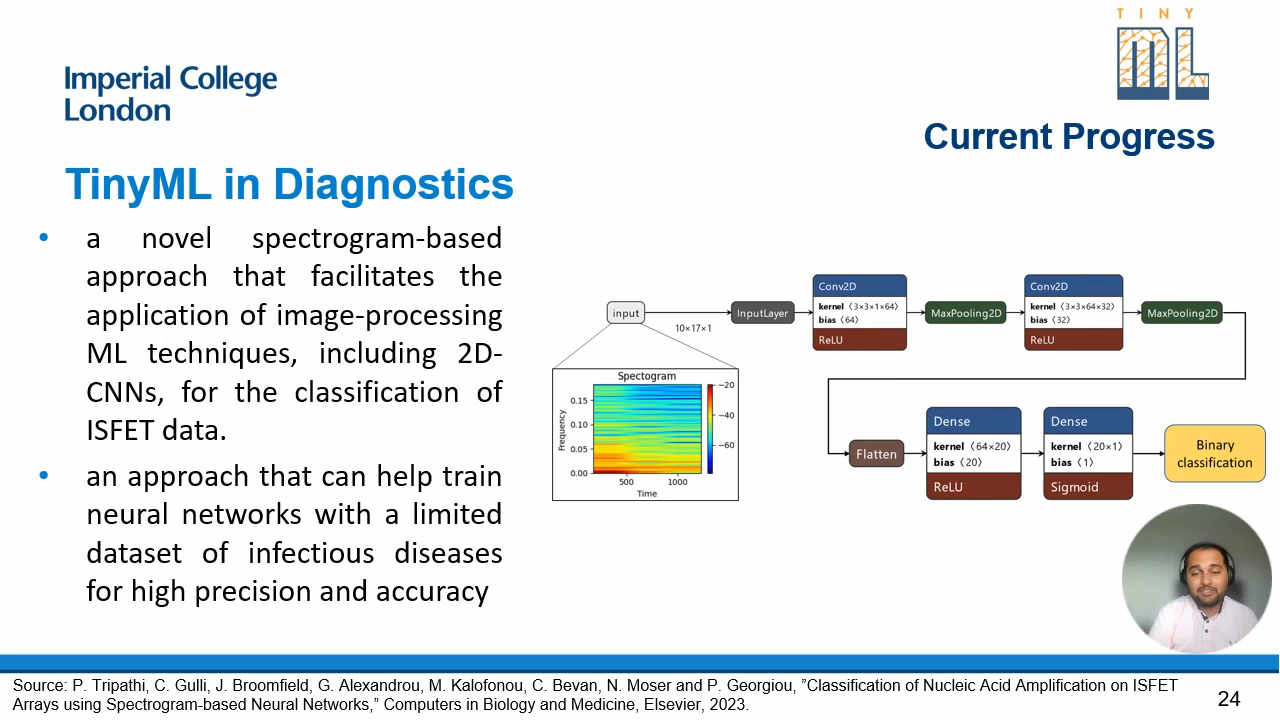 TINY
ML
Imperial College
London
Current Progress
TinyML in Diagnostics
• a novel spectrogram-based
approach that facilitates the
application of image-processing
ML techniques, including 2D-
CNNs, for the classification of
ISFET data.
• an approach that can help train
neural networks with a limited
dataset of infectious diseases
for high precision and accuracy
input
10×17×1
InputLayer
Conv2D
kernel ⟨3×3×1×64⟩
bias ⟨64⟩
ReLU
MaxPooling2D
Conv2D
kernel ⟨3×3×64×32⟩
bias ⟨32⟩
ReLU
MaxPooling2D
Spectogram
Frequency
0.15
0.10
0.05
0.00
500
1000
Time
−20
−40
−60
Flatten
Dense
kernel ⟨64×20⟩
bias ⟨20⟩
ReLU
Dense
kernel ⟨20×1⟩
bias ⟨1⟩
Sigmoid
Binary
classification
Source: P. Tripathi, C. Gulli, J. Broomfield, G. Alexandrou, M. Kalofonou, C. Bevan, N. Moser and P. Georgiou, ”Classification of Nucleic Acid Amplification on ISFET
Arrays using Spectrogram-based Neural Networks,” Computers in Biology and Medicine, Elsevier, 2023.
24